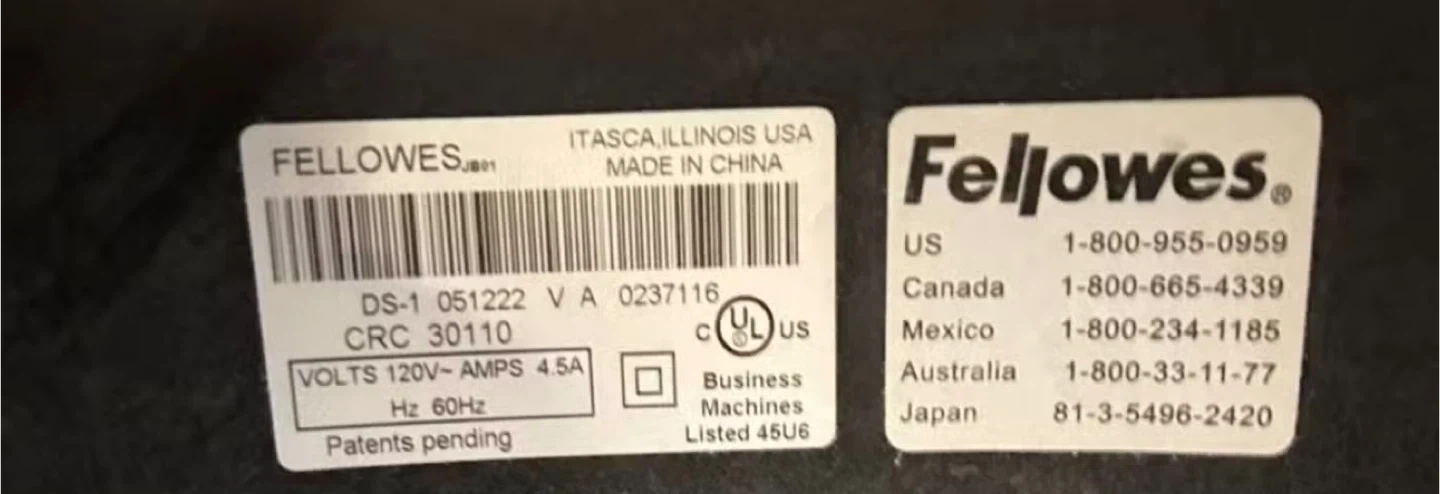 FELLOWES JB01
ITASCA,ILLINOIS USA
MADE IN CHINA
DS-1 051222 V A 0237116
CRC 30110
C UL US
VOLTS 120V~ AMPS 4.5A
Hz 60Hz
Patents pending
Business
Machines
Listed 45U6
Fellowes®
US 1-800-955-0959
Canada 1-800-665-4339
Mexico 1-800-234-1185
Australia 1-800-33-11-77
Japan 81-3-5496-2420